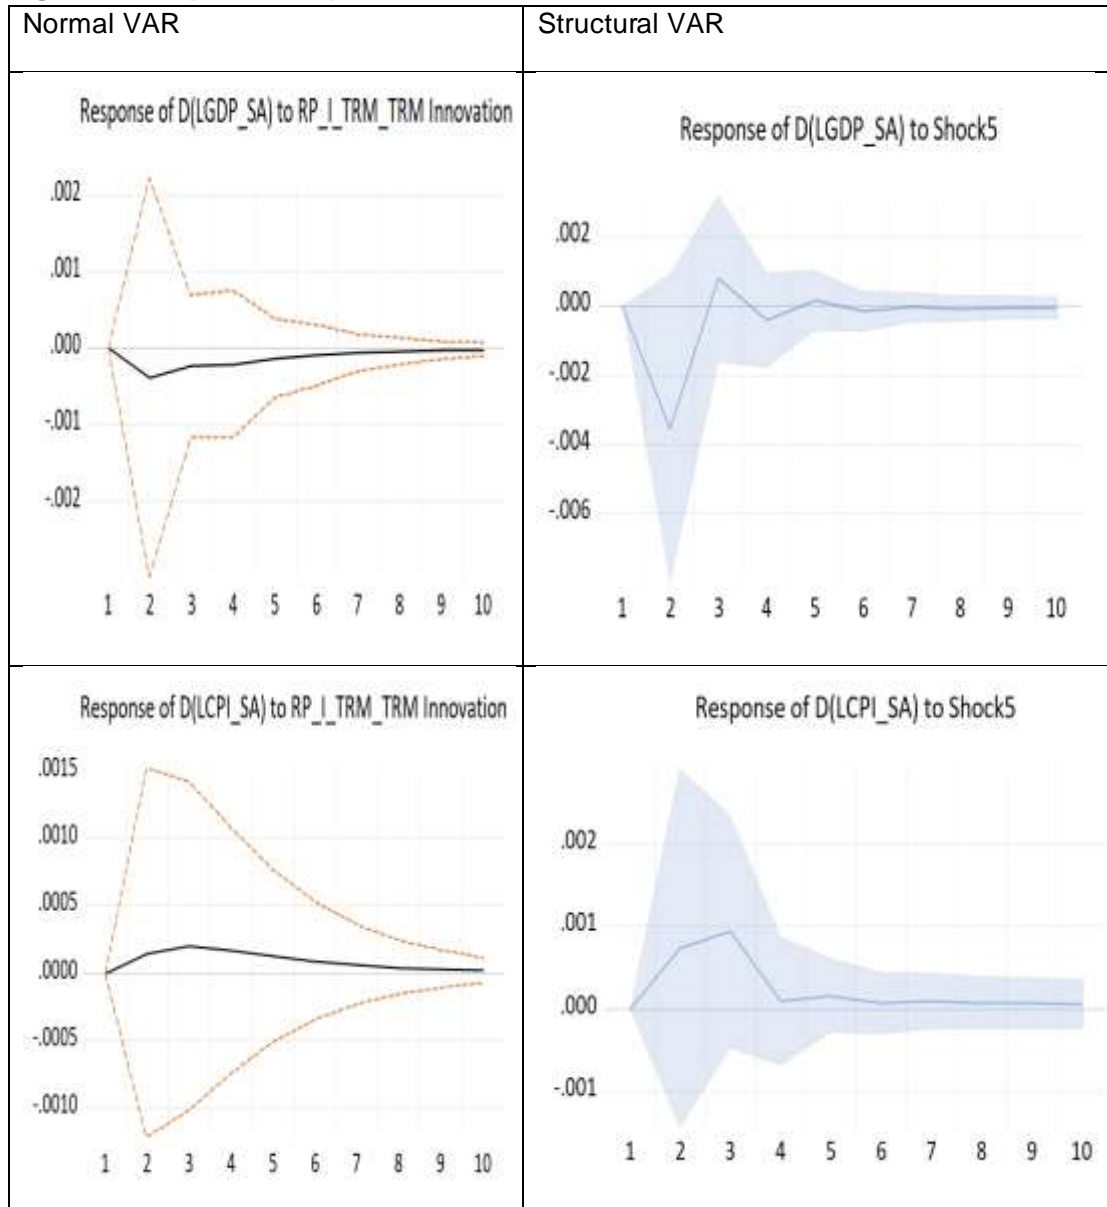 Normal VAR
Structural VAR
Response of D(LGDP_SA) to RP_I_TRM_TRM Innovation
.002
.001
.000
-.001
-.002
1 2 3 4 5 6 7 8 9 10
Response of D(LGDP_SA) to Shock5
.002
.000
-.002
-.004
-.006
1 2 3 4 5 6 7 8 9 10
Response of D(LCPI_SA) to RP_I_TRM_TRM Innovation
.0015
.0010
.0005
.0000
-.0005
-.0010
1 2 3 4 5 6 7 8 9 10
Response of D(LCPI_SA) to Shock5
.002
.001
.000
-.001
1 2 3 4 5 6 7 8 9 10